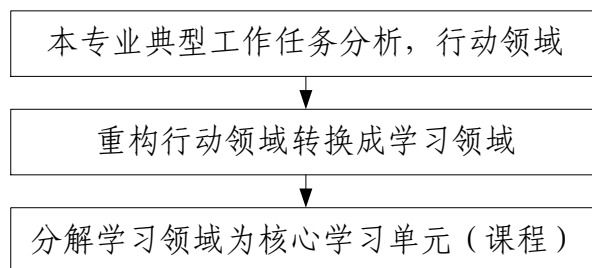 本专业典型工作任务分析，行动领域
重构行动领域转换成学习领域
分解学习领域为核心学习单元（课程）